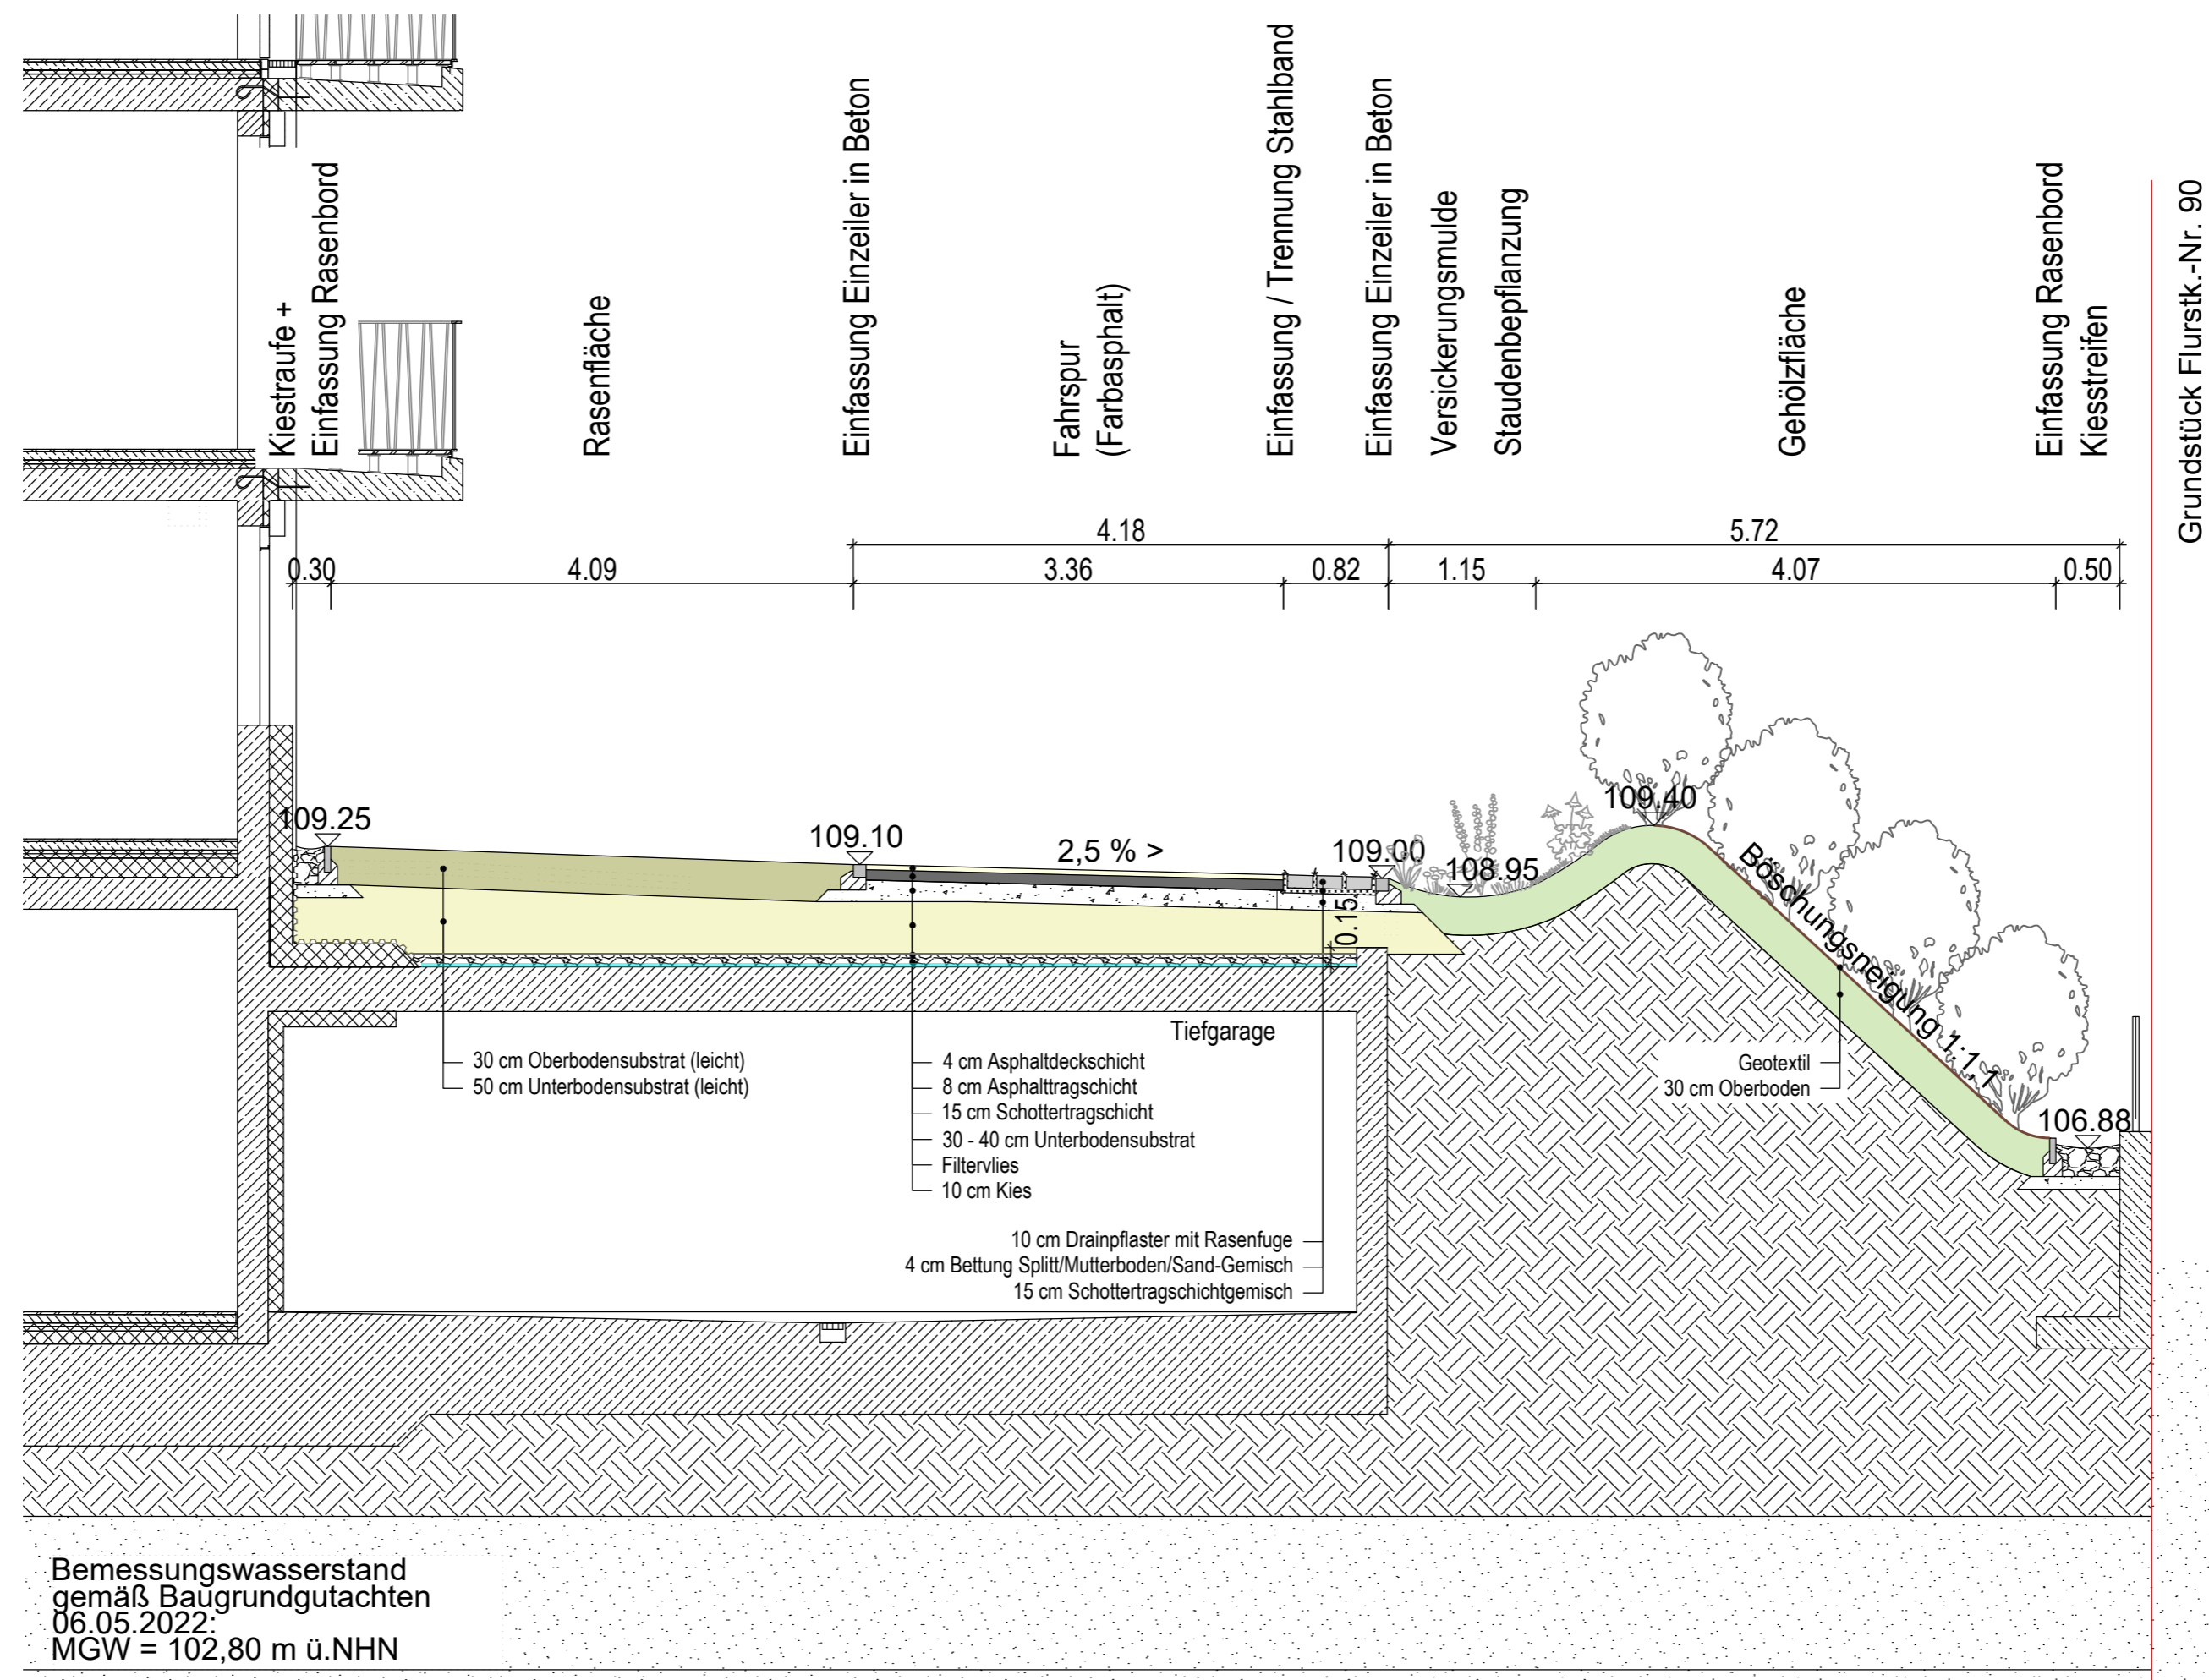 Kiestraufe +
Einfassung Rasenbord
Rasenfläche
Einfassung Einzeiler in Beton
Fahrspur
(Farbasphalt)
Einfassung / Trennung Stahlband
Einfassung Einzeiler in Beton
Versickerungsmulde
Staudenbepflanzung
Gehölzfläche
Einfassung Rasenbord
Kiesstreifen
Grundstück Flurstk.-Nr. 90
4.18
5.72
0.30
4.09
3.36
0.82
1.15
4.07
0.50
109.25
109.10
2,5 % >
109.00
108.95
109.40
0.15
Böschungsneigung 1:1,1
106.88
Tiefgarage
30 cm Oberbodensubstrat (leicht)
50 cm Unterbodensubstrat (leicht)
4 cm Asphaltdeckschicht
8 cm Asphalttragschicht
15 cm Schottertragschicht
30 - 40 cm Unterbodensubstrat
Filtervlies
10 cm Kies
10 cm Drainpflaster mit Rasenfuge
4 cm Bettung Splitt/Mutterboden/Sand-Gemisch
15 cm Schottertragschichtgemisch
Geotextil
30 cm Oberboden
Bemessungswasserstand
gemäß Baugrundgutachten
06.05.2022:
MGW = 102,80 m ü.NHN